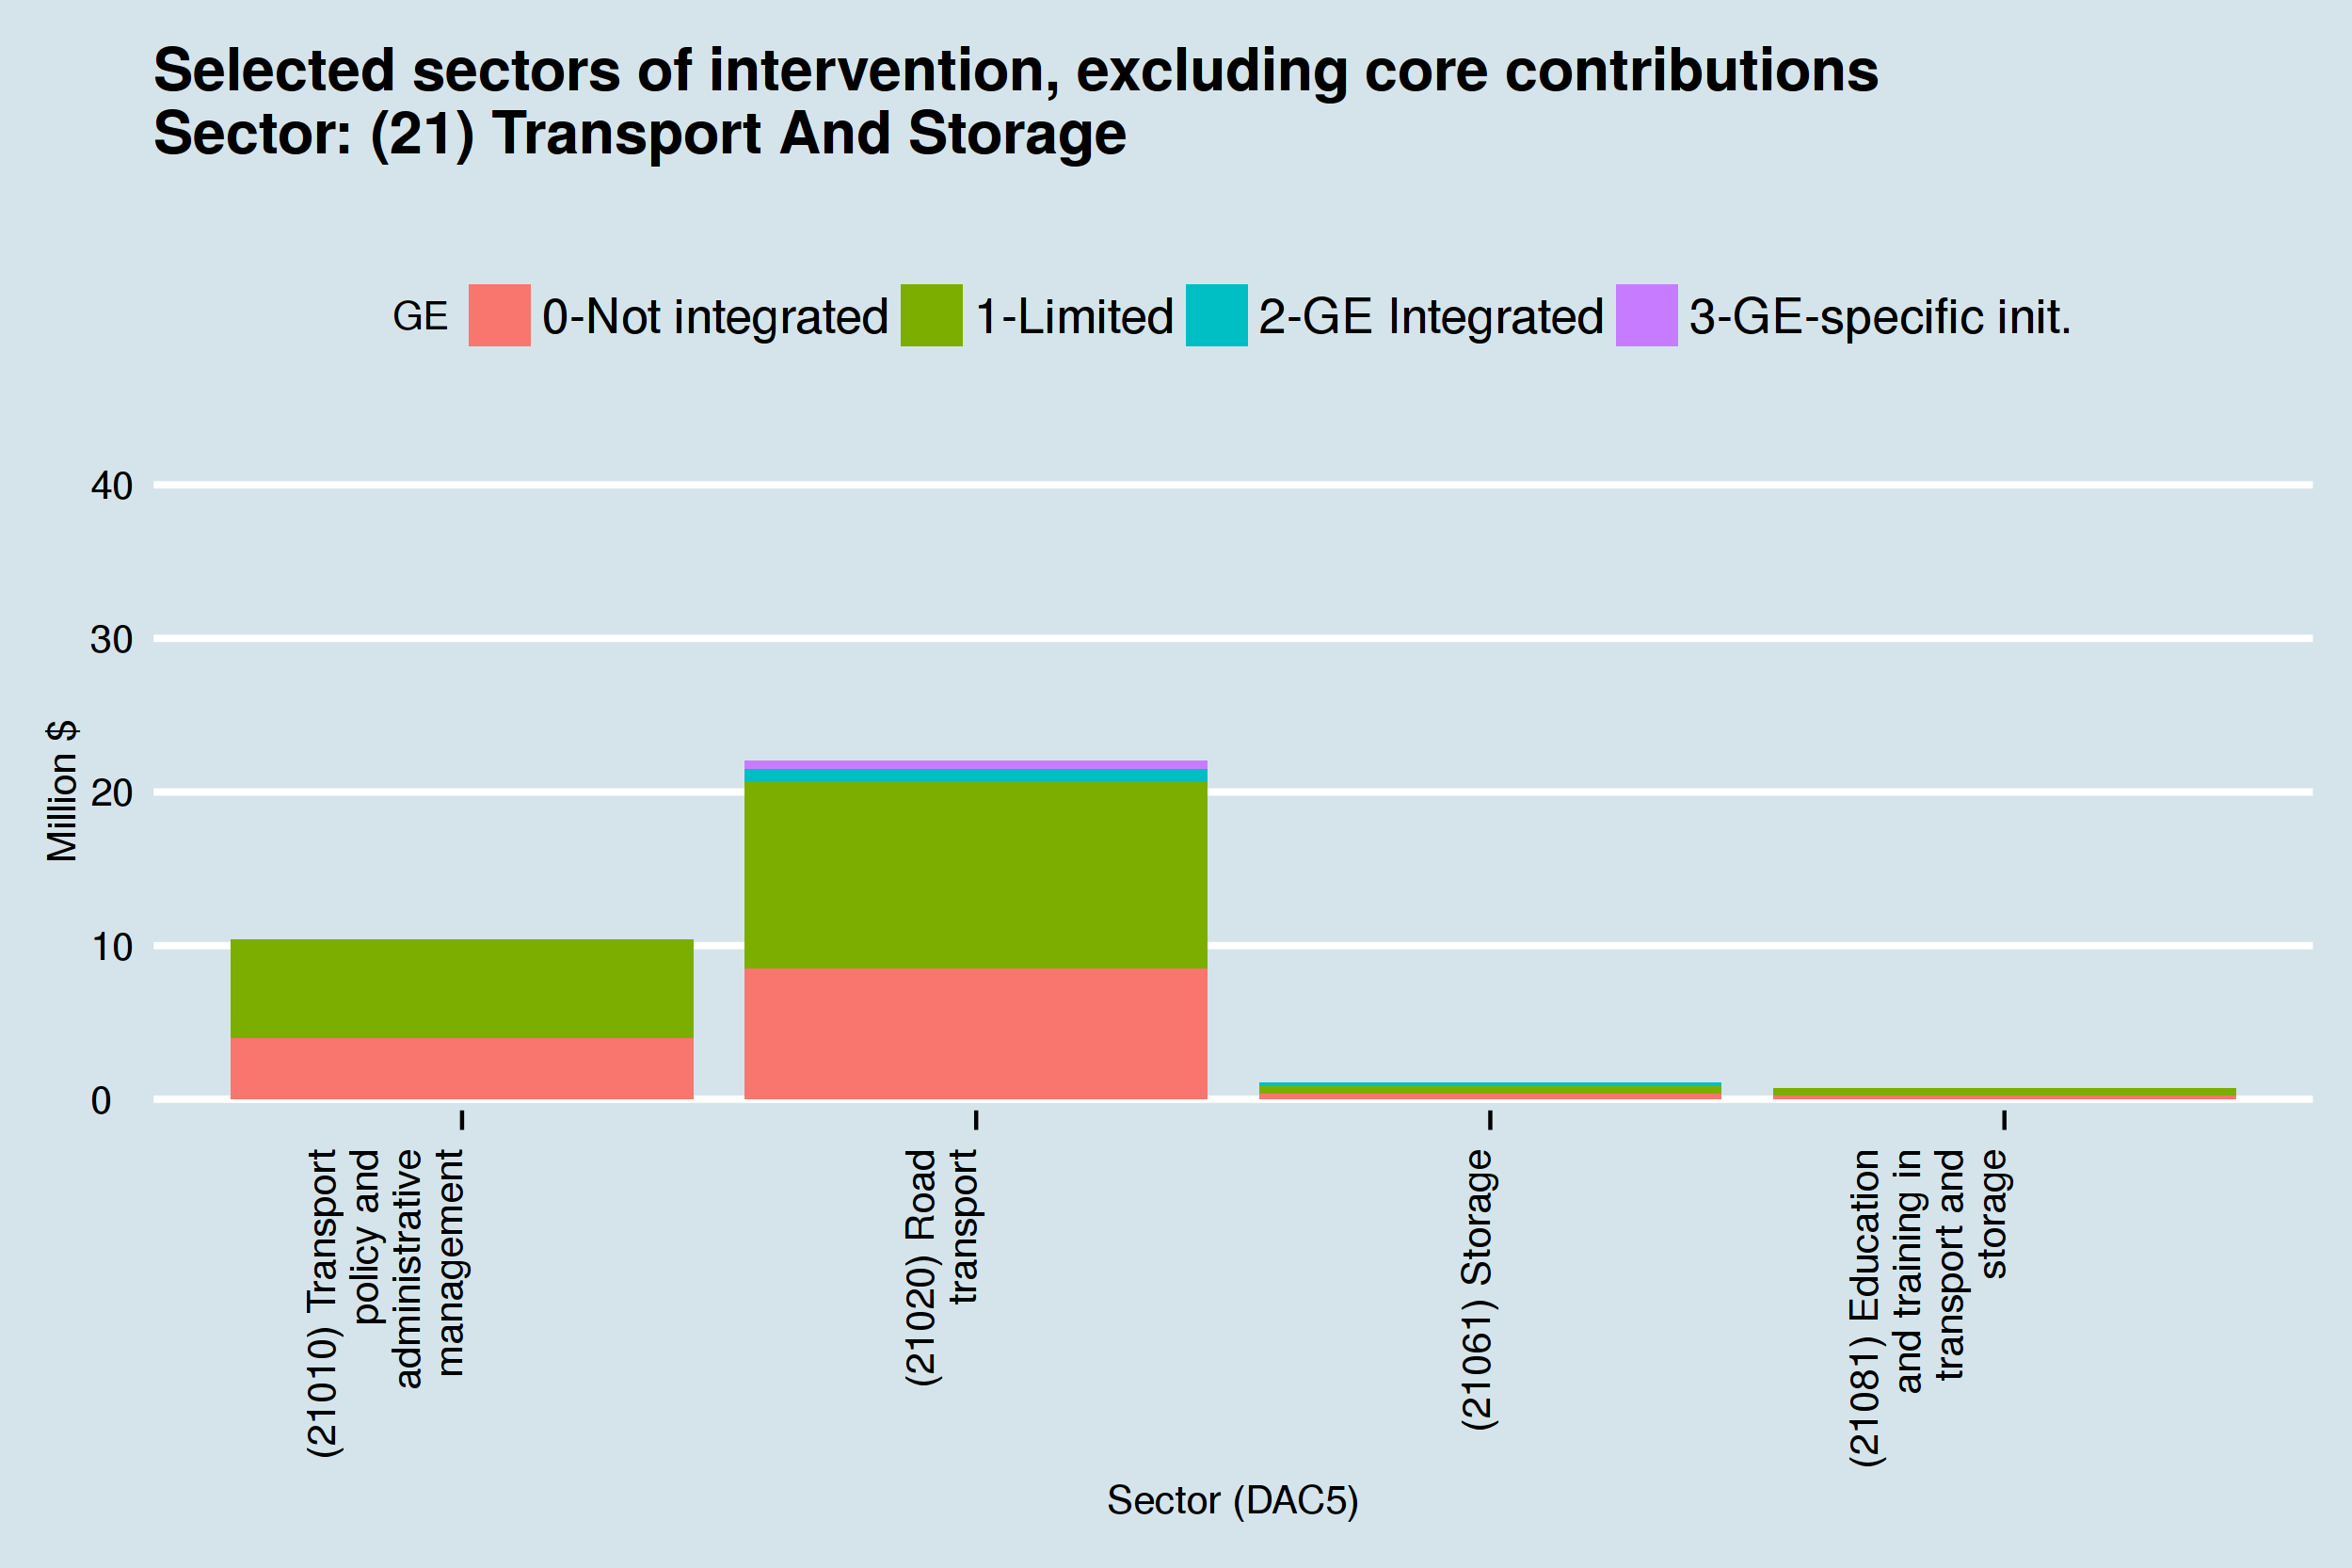 Selected sectors of intervention, excluding core contributions
Sector: (21) Transport And Storage
GE 0-Not integrated 1-Limited 2-GE Integrated 3-GE-specific init.
40
30
20
10
0
Million $
(21010) Transport
policy and
administrative
management
(21020) Road
transport
(21061) Storage
(21081) Education
and training in
transport and
storage
Sector (DAC5)